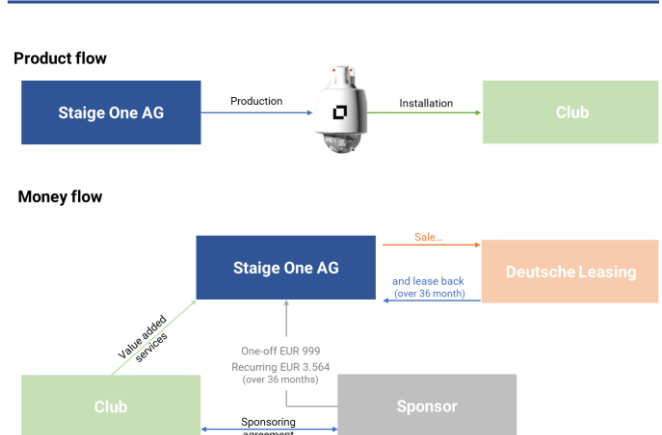 Product flow
Staige One AG
Production
Installation
Club
Money flow
Staige One AG
Sale…
Deutsche Leasing
and lease back
(over 36 month)
Value added
services
One-off EUR 999
Recurring EUR 3.564
(over 36 months)
Club
Sponsoring
agreement
Sponsor